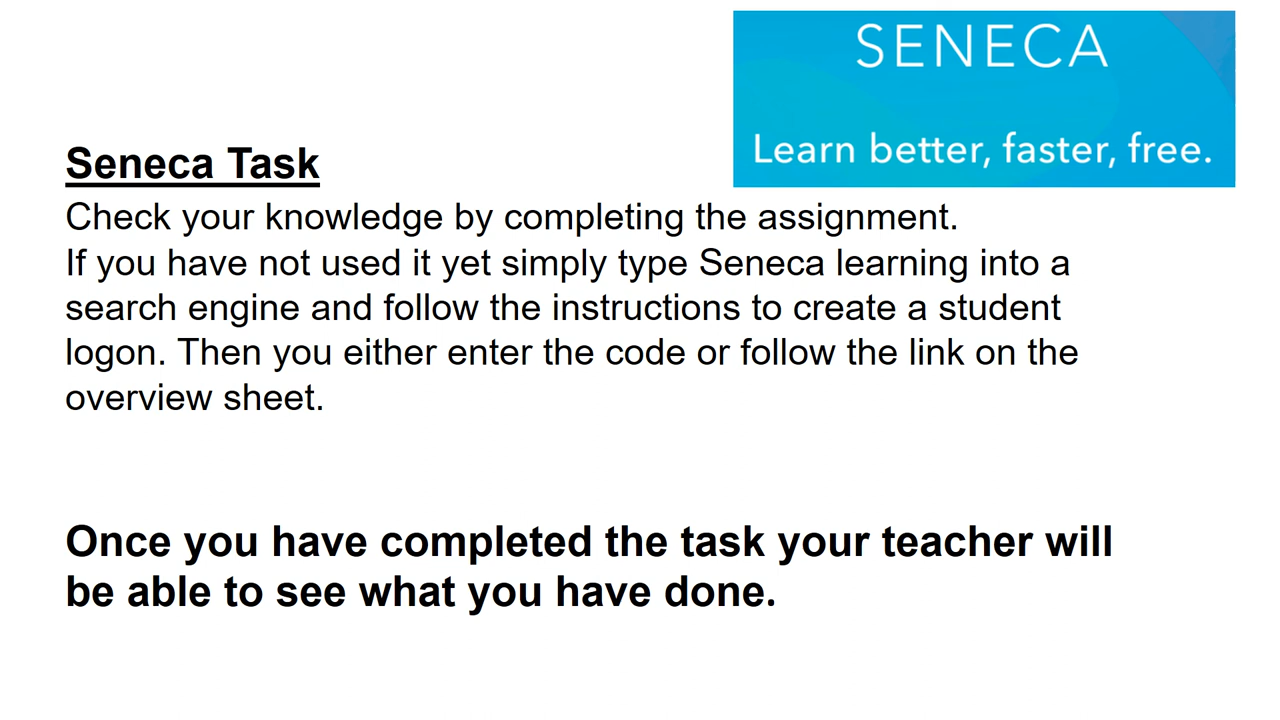 SENECA
Learn better, faster, free.
Seneca Task
Check your knowledge by completing the assignment.
If you have not used it yet simply type Seneca learning into a
search engine and follow the instructions to create a student
logon. Then you either enter the code or follow the link on the
overview sheet.
Once you have completed the task your teacher will
be able to see what you have done.